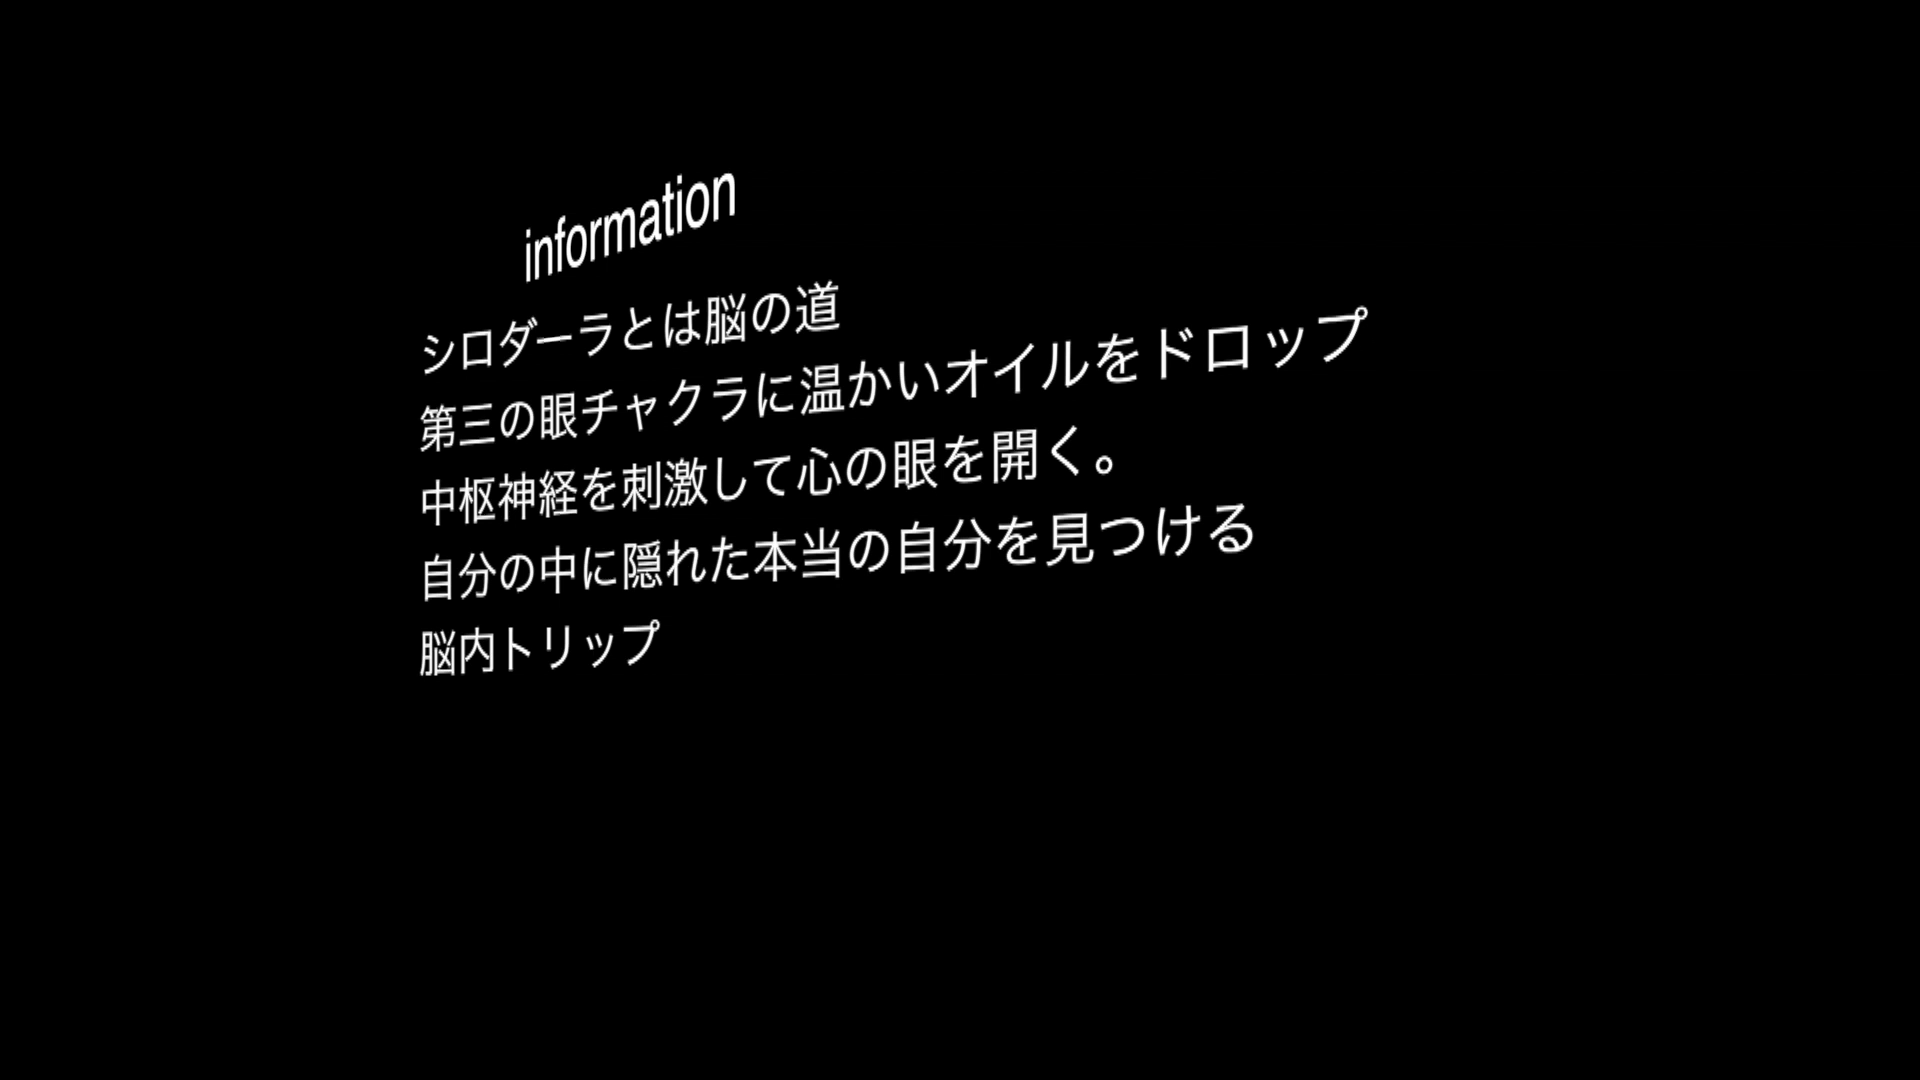 information
シロダーラとは脳の道
第三の眼チャクラに温かいオイルをドロップ
中枢神経を刺激して心の眼を開く。
自分の中に隠れた本当の自分を見つける
脳内トリップ